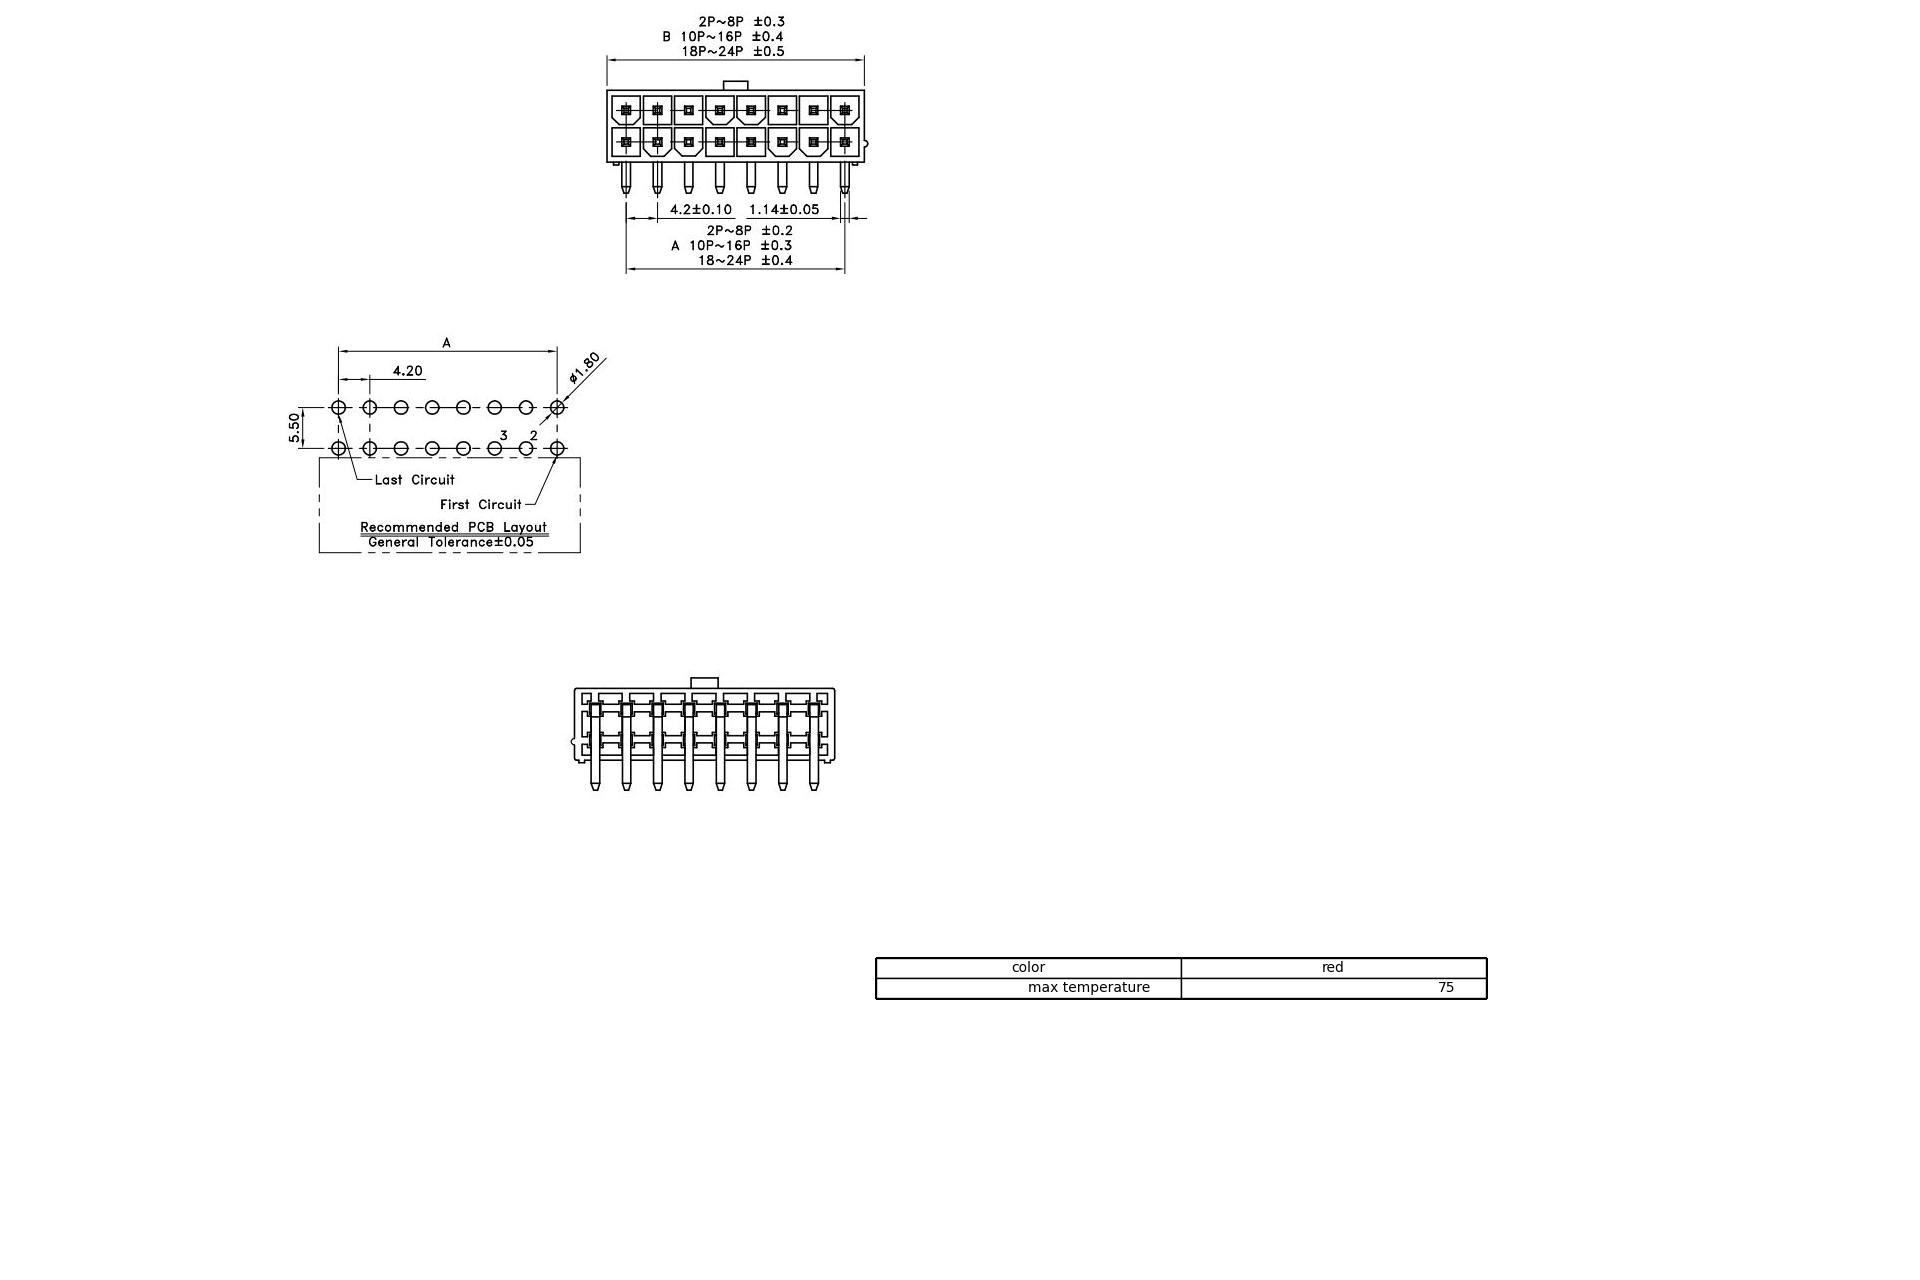 2P~8P ±0.3
B 10P~16P ±0.4
18P~24P ±0.5
4.2±0.10 1.14±0.05
2P~8P ±0.2
A 10P~16P ±0.3
18~24P ±0.4
A
4.20
ø1.80
5.50
3 2
Last Circuit
First Circuit
Recommended PCB Layout
General Tolerance±0.05
color red
max temperature 75